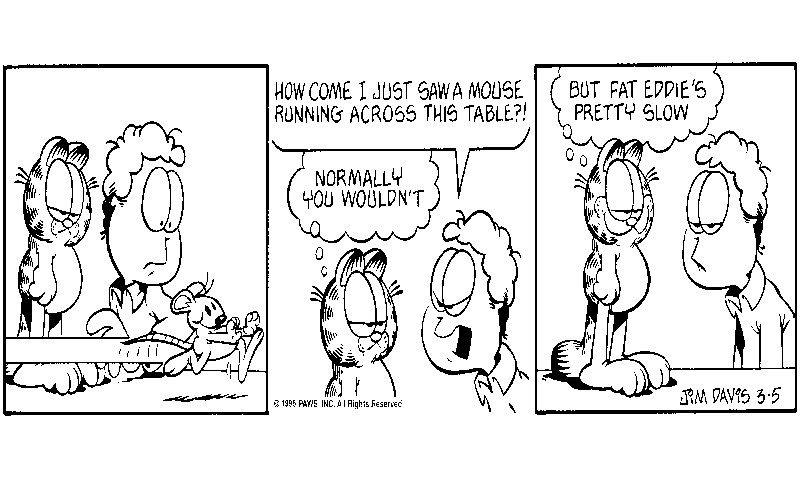 HOW COME I JUST SAW A MOUSE
RUNNING ACROSS THIS TABLE?!
NORMALLY
YOU WOULDN'T
© 1996 PAWS, INC. All Rights Reserved
BUT FAT EDDIE'S
PRETTY SLOW
JIM DAVIS 3-5